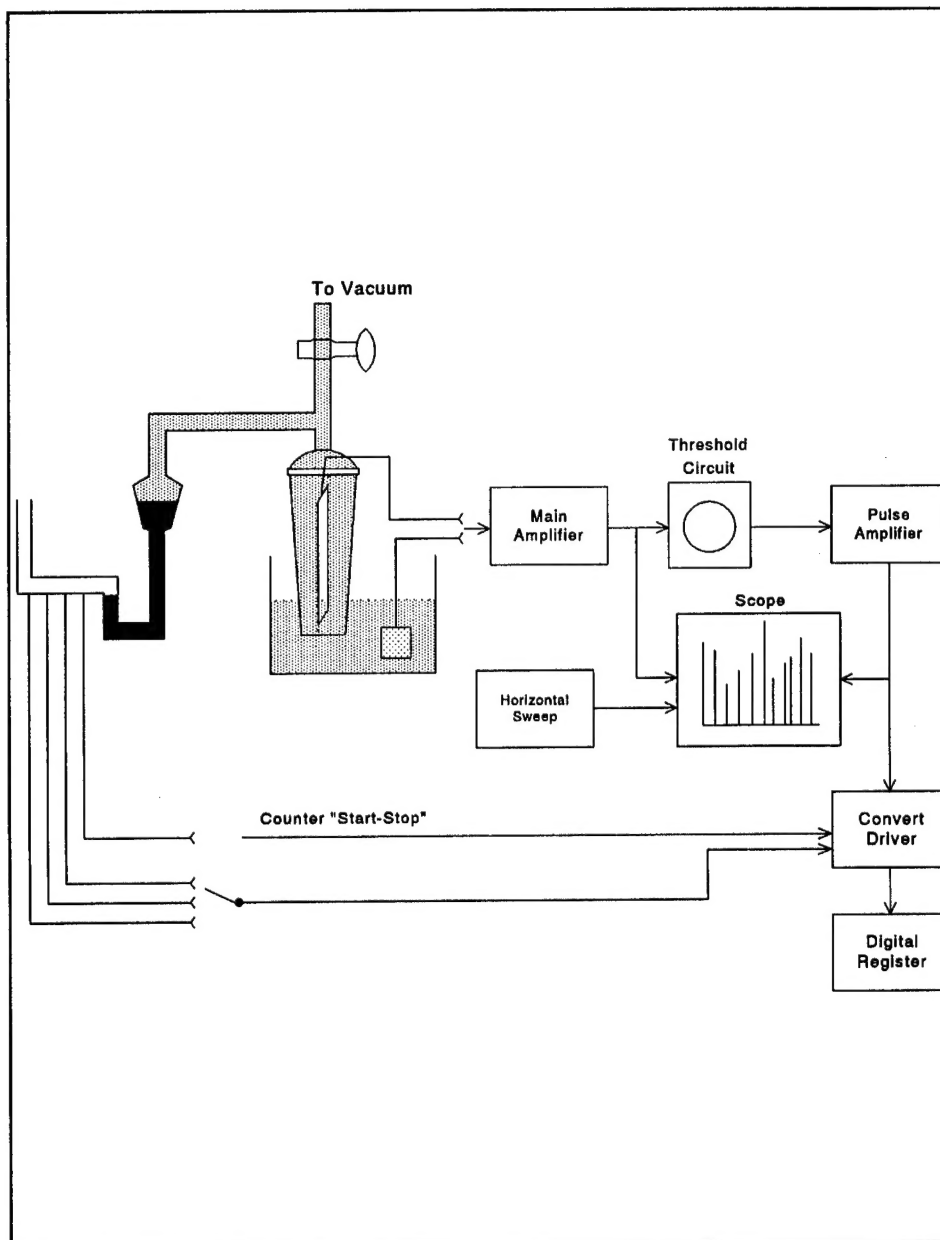 To Vacuum
Threshold
Circuit
Main
Amplifier
Pulse
Amplifier
Scope
Horizontal
Sweep
Counter "Start-Stop"
Convert
Driver
Digital
Register